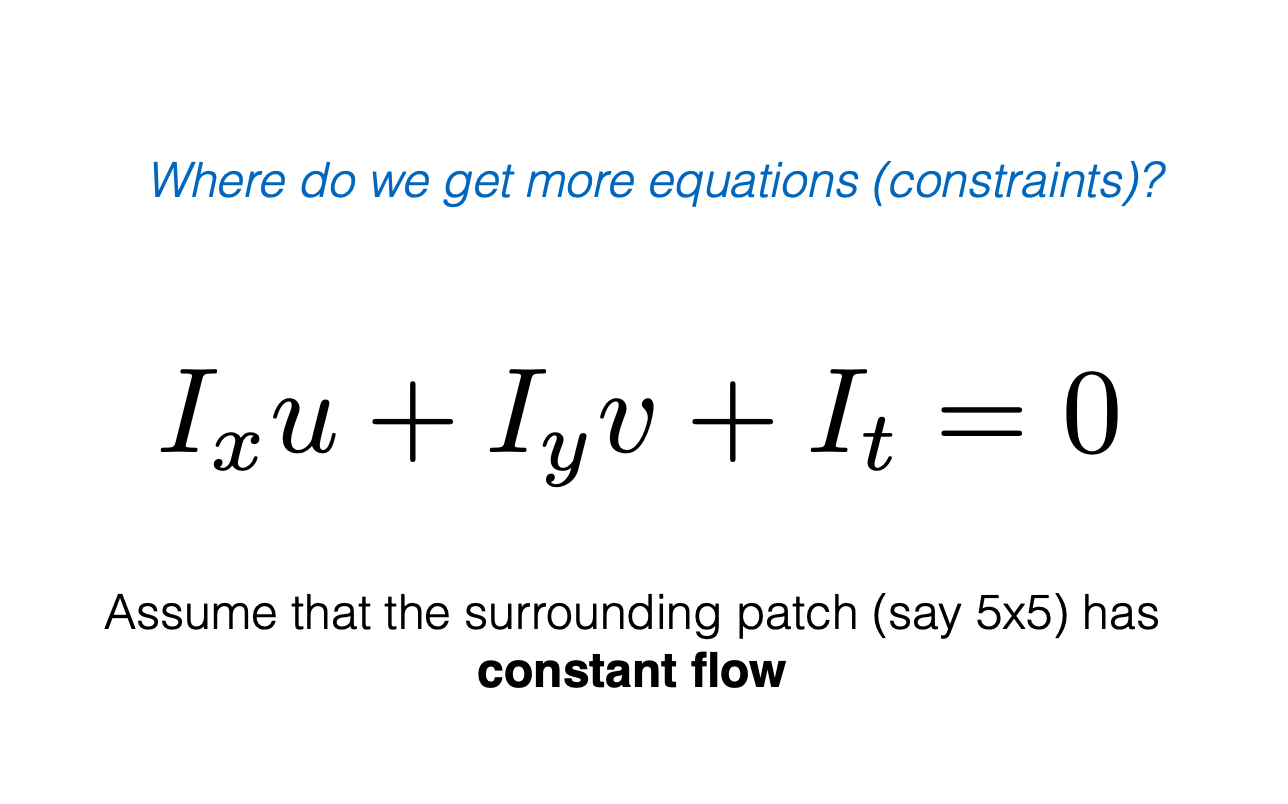 Where do we get more equations (constraints)?
I_x u + I_y v + I_t = 0
Assume that the surrounding patch (say 5x5) has
constant flow